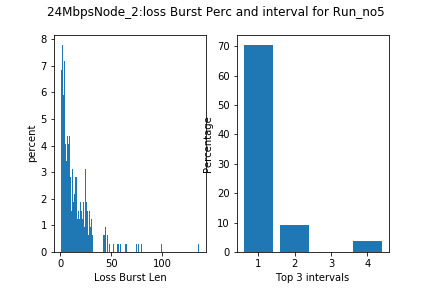 24MbpsNode_2:loss Burst Perc and interval for Run_no5
percent
8
7
6
5
4
3
2
1
0
0 50 100
Loss Burst Len
Percentage
70
60
50
40
30
20
10
0
1 2 3 4
Top 3 intervals